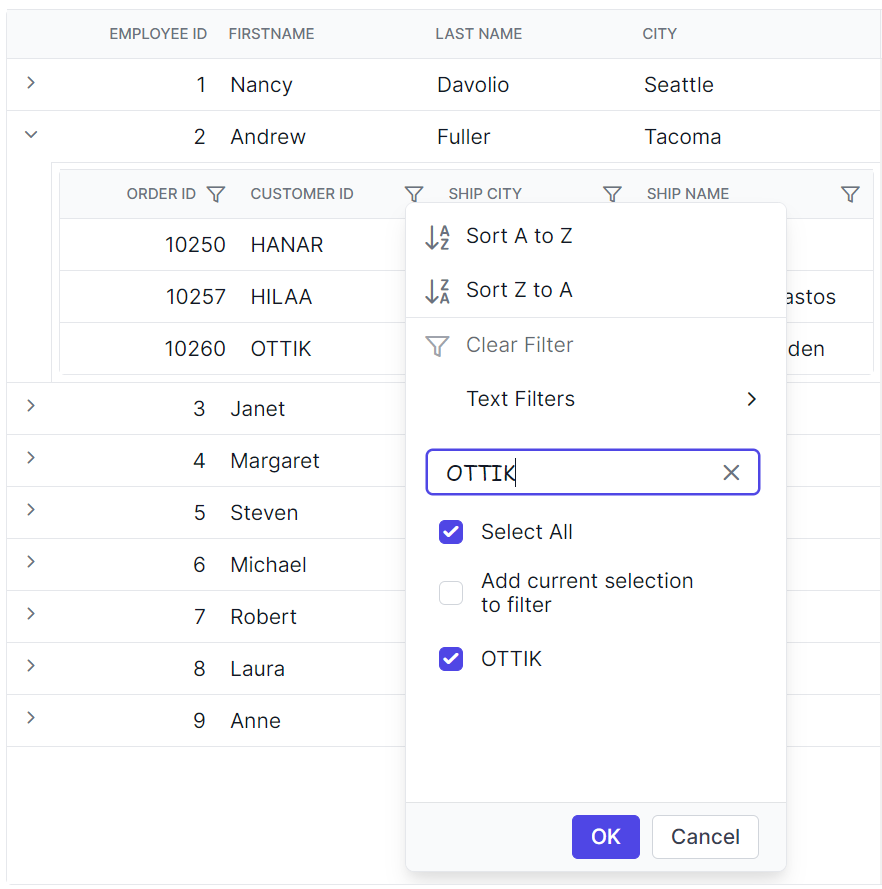 EMPLOYEE ID FIRSTNAME LAST NAME CITY
1 Nancy Davolio Seattle
2 Andrew Fuller Tacoma
ORDER ID CUSTOMER ID SHIP CITY SHIP NAME
10250 HANAR
10257 HILAA astos
10260 OTTIK den
3 Janet
4 Margaret
5 Steven
6 Michael
7 Robert
8 Laura
9 Anne
Sort A to Z
Sort Z to A
Clear Filter
Text Filters
OTTIK
Select All
Add current selection
to filter
OTTIK
OK Cancel